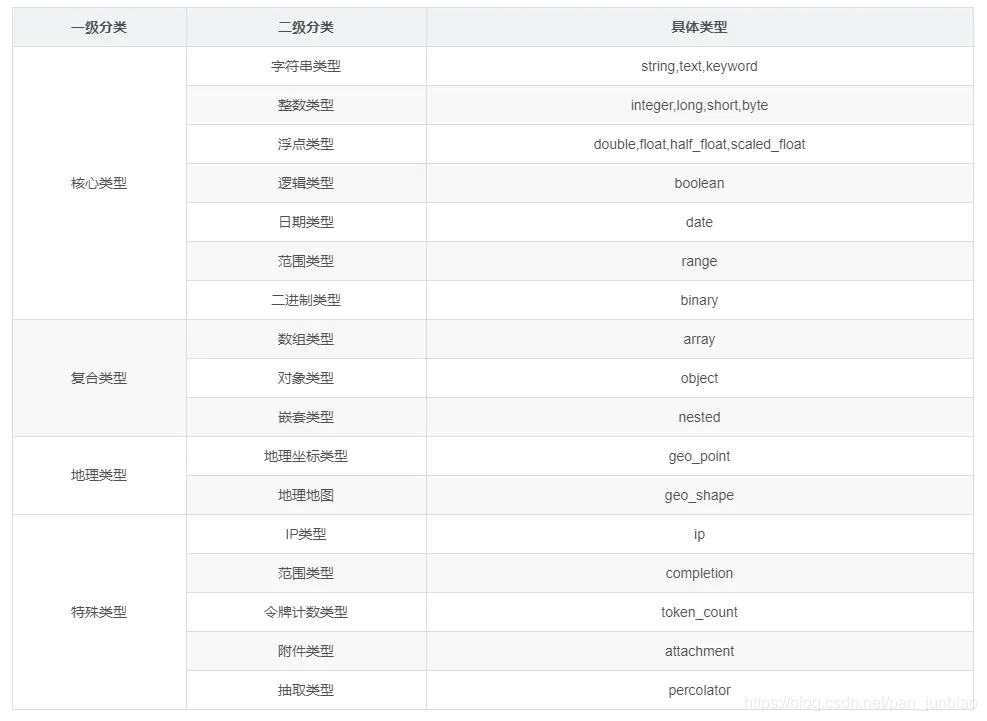 一级分类 二级分类 具体类型
字符串类型 string,text,keyword
整数类型 integer,long,short,byte
浮点类型 double,float,half_float,scaled_float
核心类型 逻辑类型 boolean
日期类型 date
范围类型 range
二进制类型 binary
数组类型 array
复合类型 对象类型 object
嵌套类型 nested
地理类型
地理坐标类型 geo_point
地理地图 geo_shape
IP类型 ip
范围类型 completion
特殊类型 令牌计数类型 token_count
附件类型 attachment
抽取类型 percolator
https://blog.csdn.net/pan_junbiao